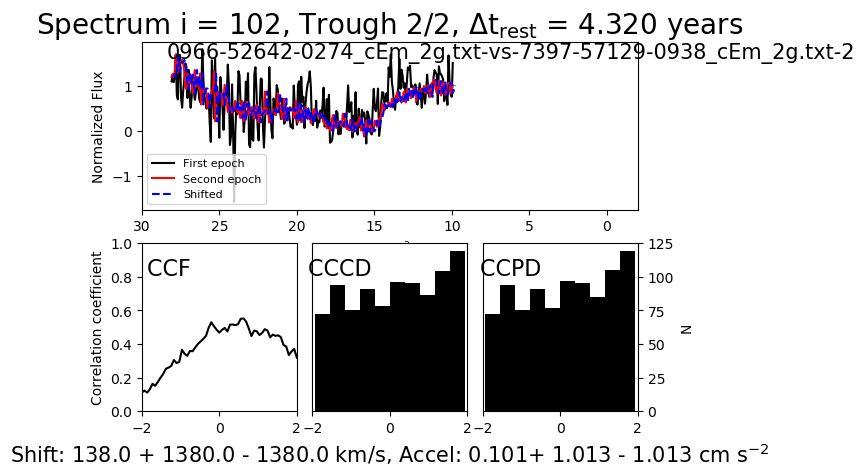 Spectrum i = 102, Trough 2/2, Δt_rest = 4.320 years
0966-52642-0274_cEm_2g.txt-vs-7397-57129-0938_cEm_2g.txt-2
Normalized Flux
1
0
−1
First epoch
Second epoch
Shifted
30 25 20 15 10 5 0
Correlation coefficient
1.0
0.8
0.6
0.4
0.2
0.0
CCF
−2 0 2
CCCD
−2 0 2
CCPD
−2 0 2
125
100
75
50
25
0
N
Shift: 138.0 + 1380.0 - 1380.0 km/s, Accel: 0.101+ 1.013 - 1.013 cm s⁻²